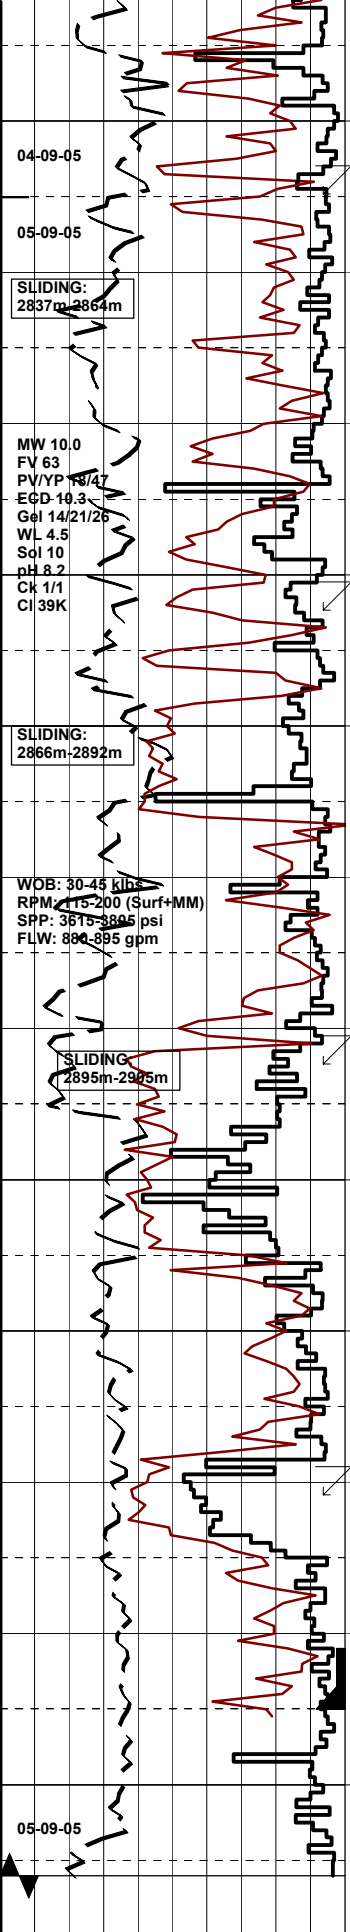 04-09-05
05-09-05
SLIDING:
2837m-2864m
MW 10.0
FV 63
PV/YP 18/47
ECD 10.3
Gel 14/21/26
WL 4.5
Sol 10
pH 8.2
Ck 1/1
Cl 39K
SLIDING:
2866m-2892m
WOB: 30-45 klbs
RPM: 115-200 (Surf+MM)
SPP: 3615-3895 psi
FLW: 880-895 gpm
SLIDING
2895m-2905m
05-09-05